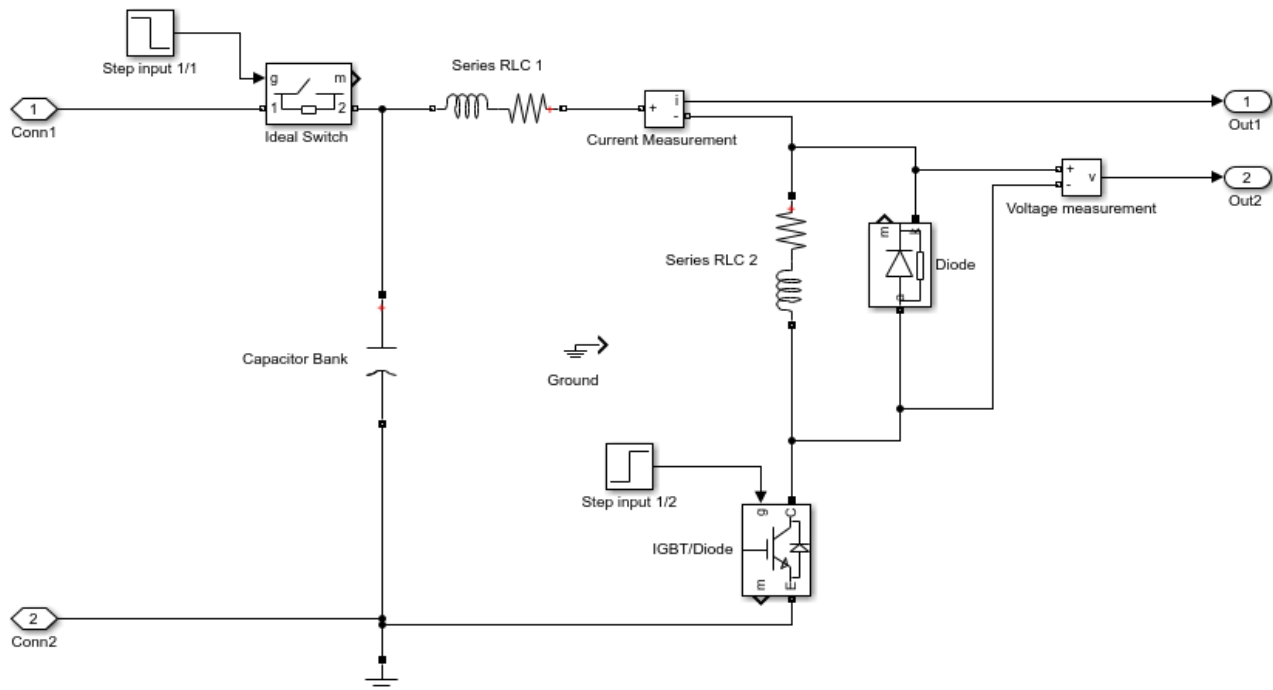 Step input 1/1
g
m
1
2
Ideal Switch
1
Conn1
Series RLC 1
+
i
-
Current Measurement
1
Out1
+
-
v
Voltage measurement
2
Out2
Series RLC 2
m
k
a
Diode
Capacitor Bank
Ground
Step input 1/2
g
C
IGBT/Diode
m
E
2
Conn2